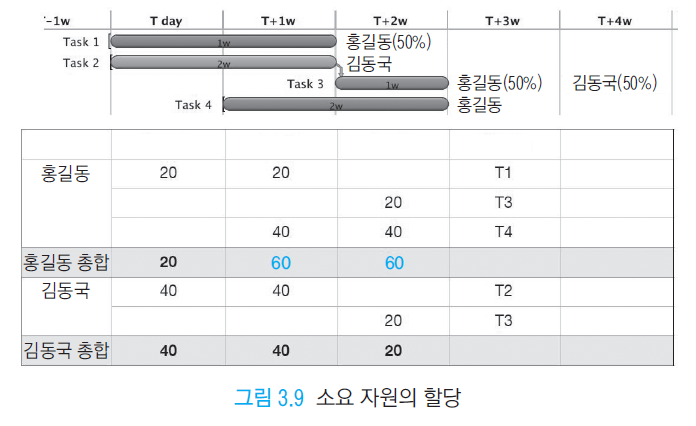 '-1w T day T+1w T+2w T+3w T+4w
Task 1 1w 홍길동(50%)
Task 2 2w 김동국
Task 3 1w 홍길동(50%) 김동국(50%)
Task 4 2w 홍길동
홍길동 20 20 T1
20 T3
40 40 T4
홍길동 총합 20 60 60
김동국 40 40 T2
20 T3
김동국 총합 40 40 20
그림 3.9 소요 자원의 할당